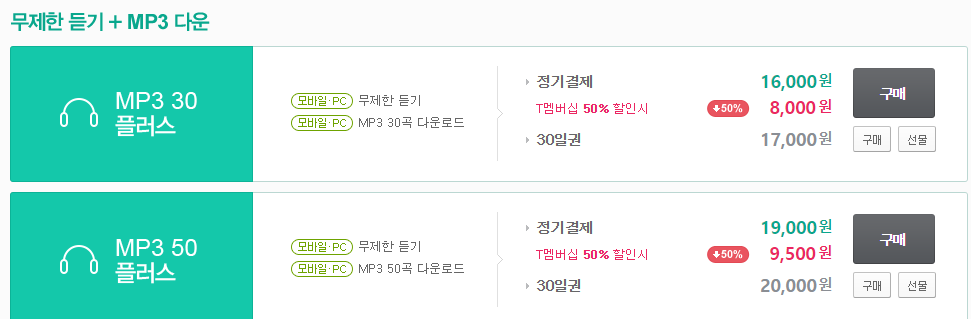 무제한 듣기 + MP3 다운
MP3 30
플러스
모바일·PC 무제한 듣기
모바일·PC MP3 30곡 다운로드
정기결제 16,000원
T멤버십 50% 할인시 50% 8,000원
30일권 17,000원
구매
구매 선물
MP3 50
플러스
모바일·PC 무제한 듣기
모바일·PC MP3 50곡 다운로드
정기결제 19,000원
T멤버십 50% 할인시 50% 9,500원
30일권 20,000원
구매
구매 선물